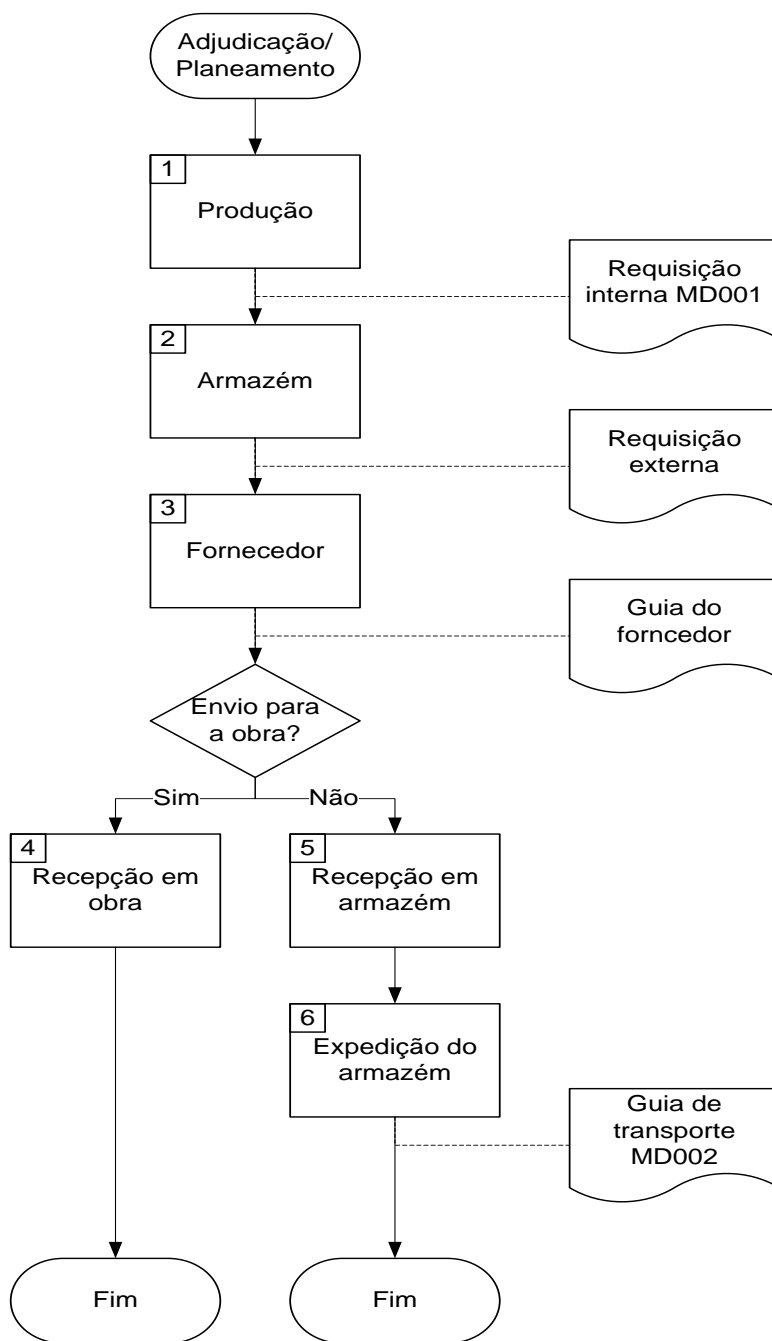 Adjudicação/
Planeamento
1
Produção
Requisição
interna MD001
2
Armazém
Requisição
externa
3
Fornecedor
Guia do
forncedor
Envio para
a obra?
Sim
Não
4
Recepção em
obra
5
Recepção em
armazém
6
Expedição do
armazém
Guia de
transporte
MD002
Fim
Fim